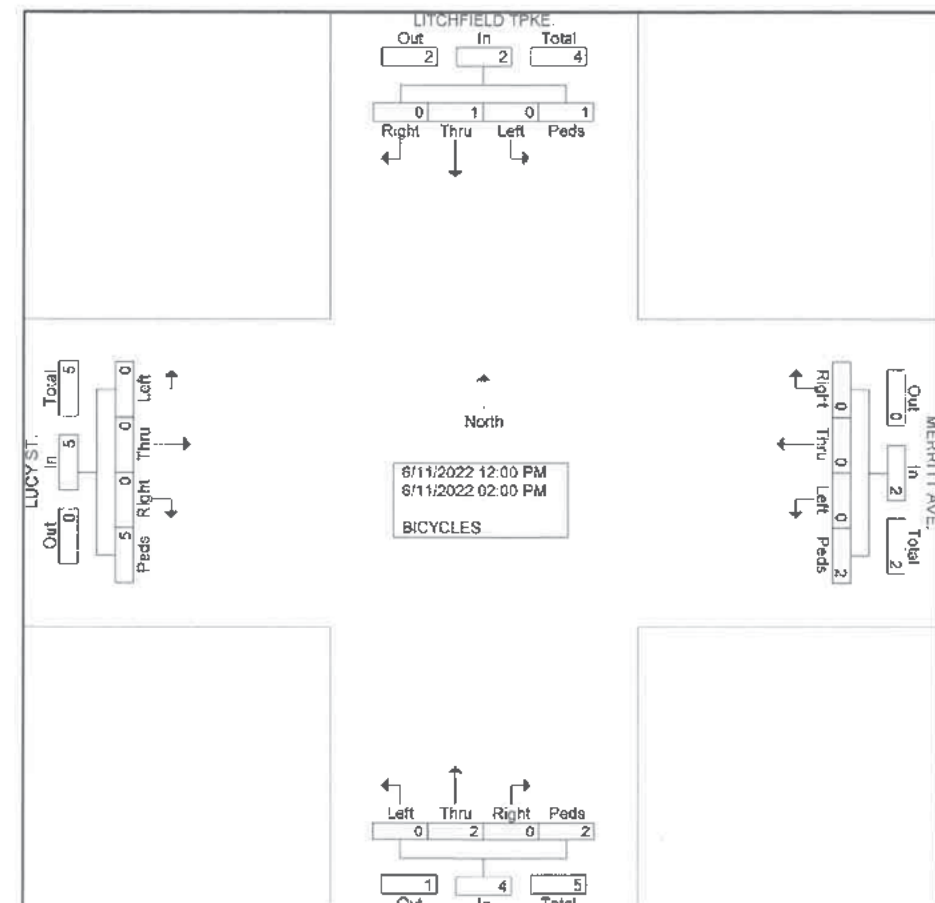 LITCHFIELD TPKE.
Out In Total
2 2 4
0 1 0 1
Right Thru Left Peds
LUCY ST.
Total In Out
5 5 0
0 0 0 5
Left Thru Right Peds
North
6/11/2022 12:00 PM
6/11/2022 02:00 PM
BICYCLES
Right Thru Left Peds
0 0 0 2
Out In Total
0 2 2
MERRITT AVE.
Left Thru Right Peds
0 2 0 2
1 4 5
Out In Total